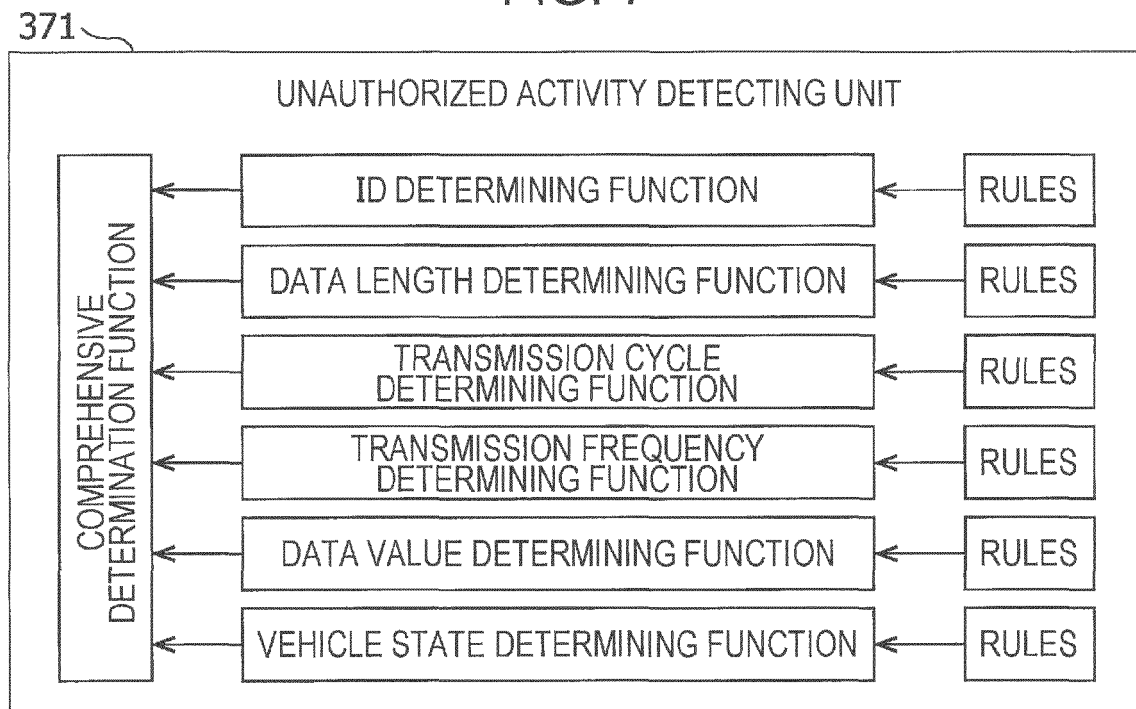 371
UNAUTHORIZED ACTIVITY DETECTING UNIT
COMPREHENSIVE
DETERMINATION FUNCTION
ID DETERMINING FUNCTION
RULES
DATA LENGTH DETERMINING FUNCTION
RULES
TRANSMISSION CYCLE
DETERMINING FUNCTION
RULES
TRANSMISSION FREQUENCY
DETERMINING FUNCTION
RULES
DATA VALUE DETERMINING FUNCTION
RULES
VEHICLE STATE DETERMINING FUNCTION
RULES